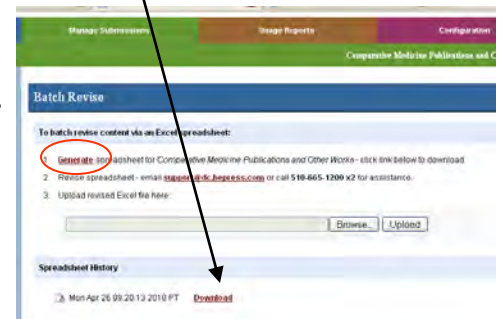 Manage Submissions Usage Reports Configuration
Comparative Medicine Publications and C
Batch Revise
To batch revise content via an Excel spreadsheet:
1. Generate spreadsheet for Comparative Medicine Publications and Other Works - click link below to download.
2. Revise spreadsheet - email support@dc.bepress.com or call 510-665-1200 x2 for assistance.
3. Upload revised Excel file here:
Browse... Upload
Spreadsheet History
Mon Apr 26 09:20:13 2010 PT Download